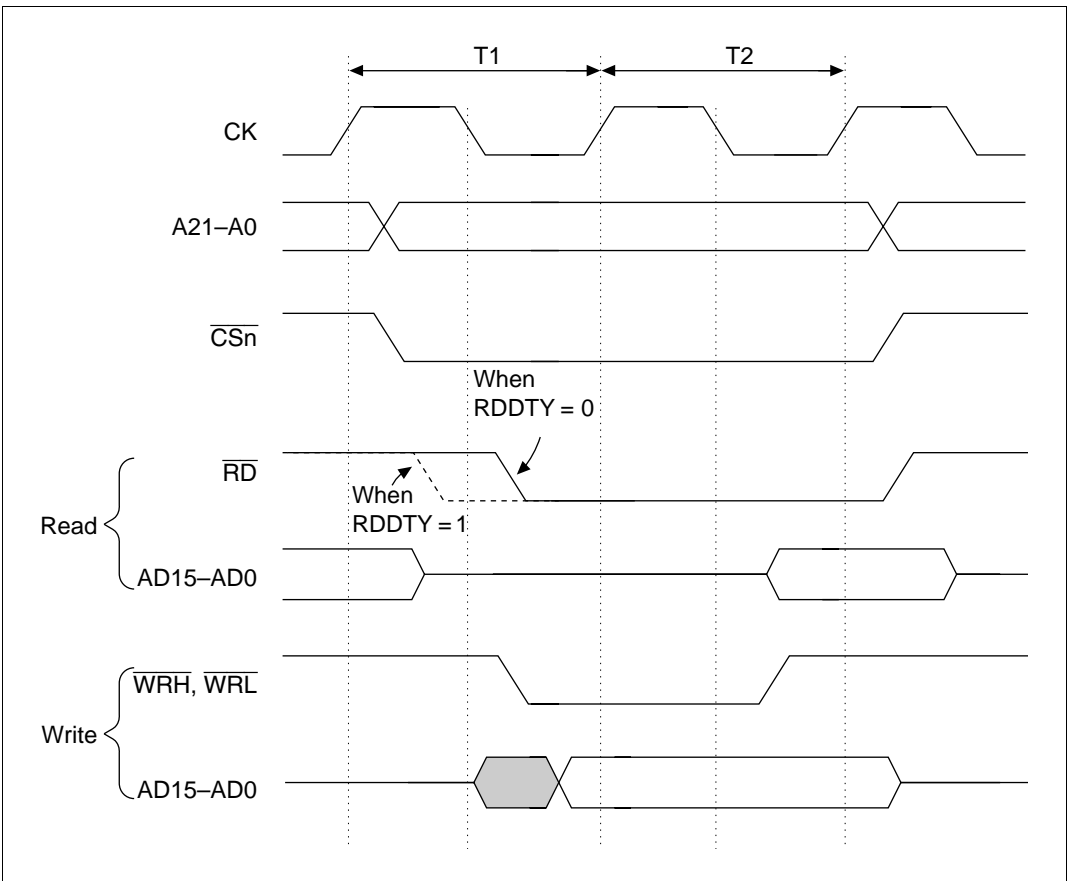 T1 T2
CK
A21–A0
CSn
When
RDDTY = 0
RD
When
RDDTY = 1
Read
AD15–AD0
WRH, WRL
Write
AD15–AD0